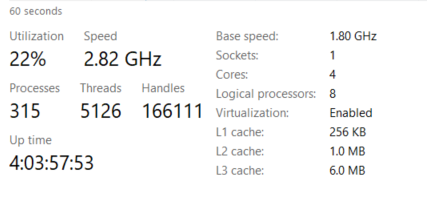 60 seconds
Utilization Speed
22% 2.82 GHz
Processes Threads Handles
315 5126 166111
Up time
4:03:57:53
Base speed: 1.80 GHz
Sockets: 1
Cores: 4
Logical processors: 8
Virtualization: Enabled
L1 cache: 256 KB
L2 cache: 1.0 MB
L3 cache: 6.0 MB